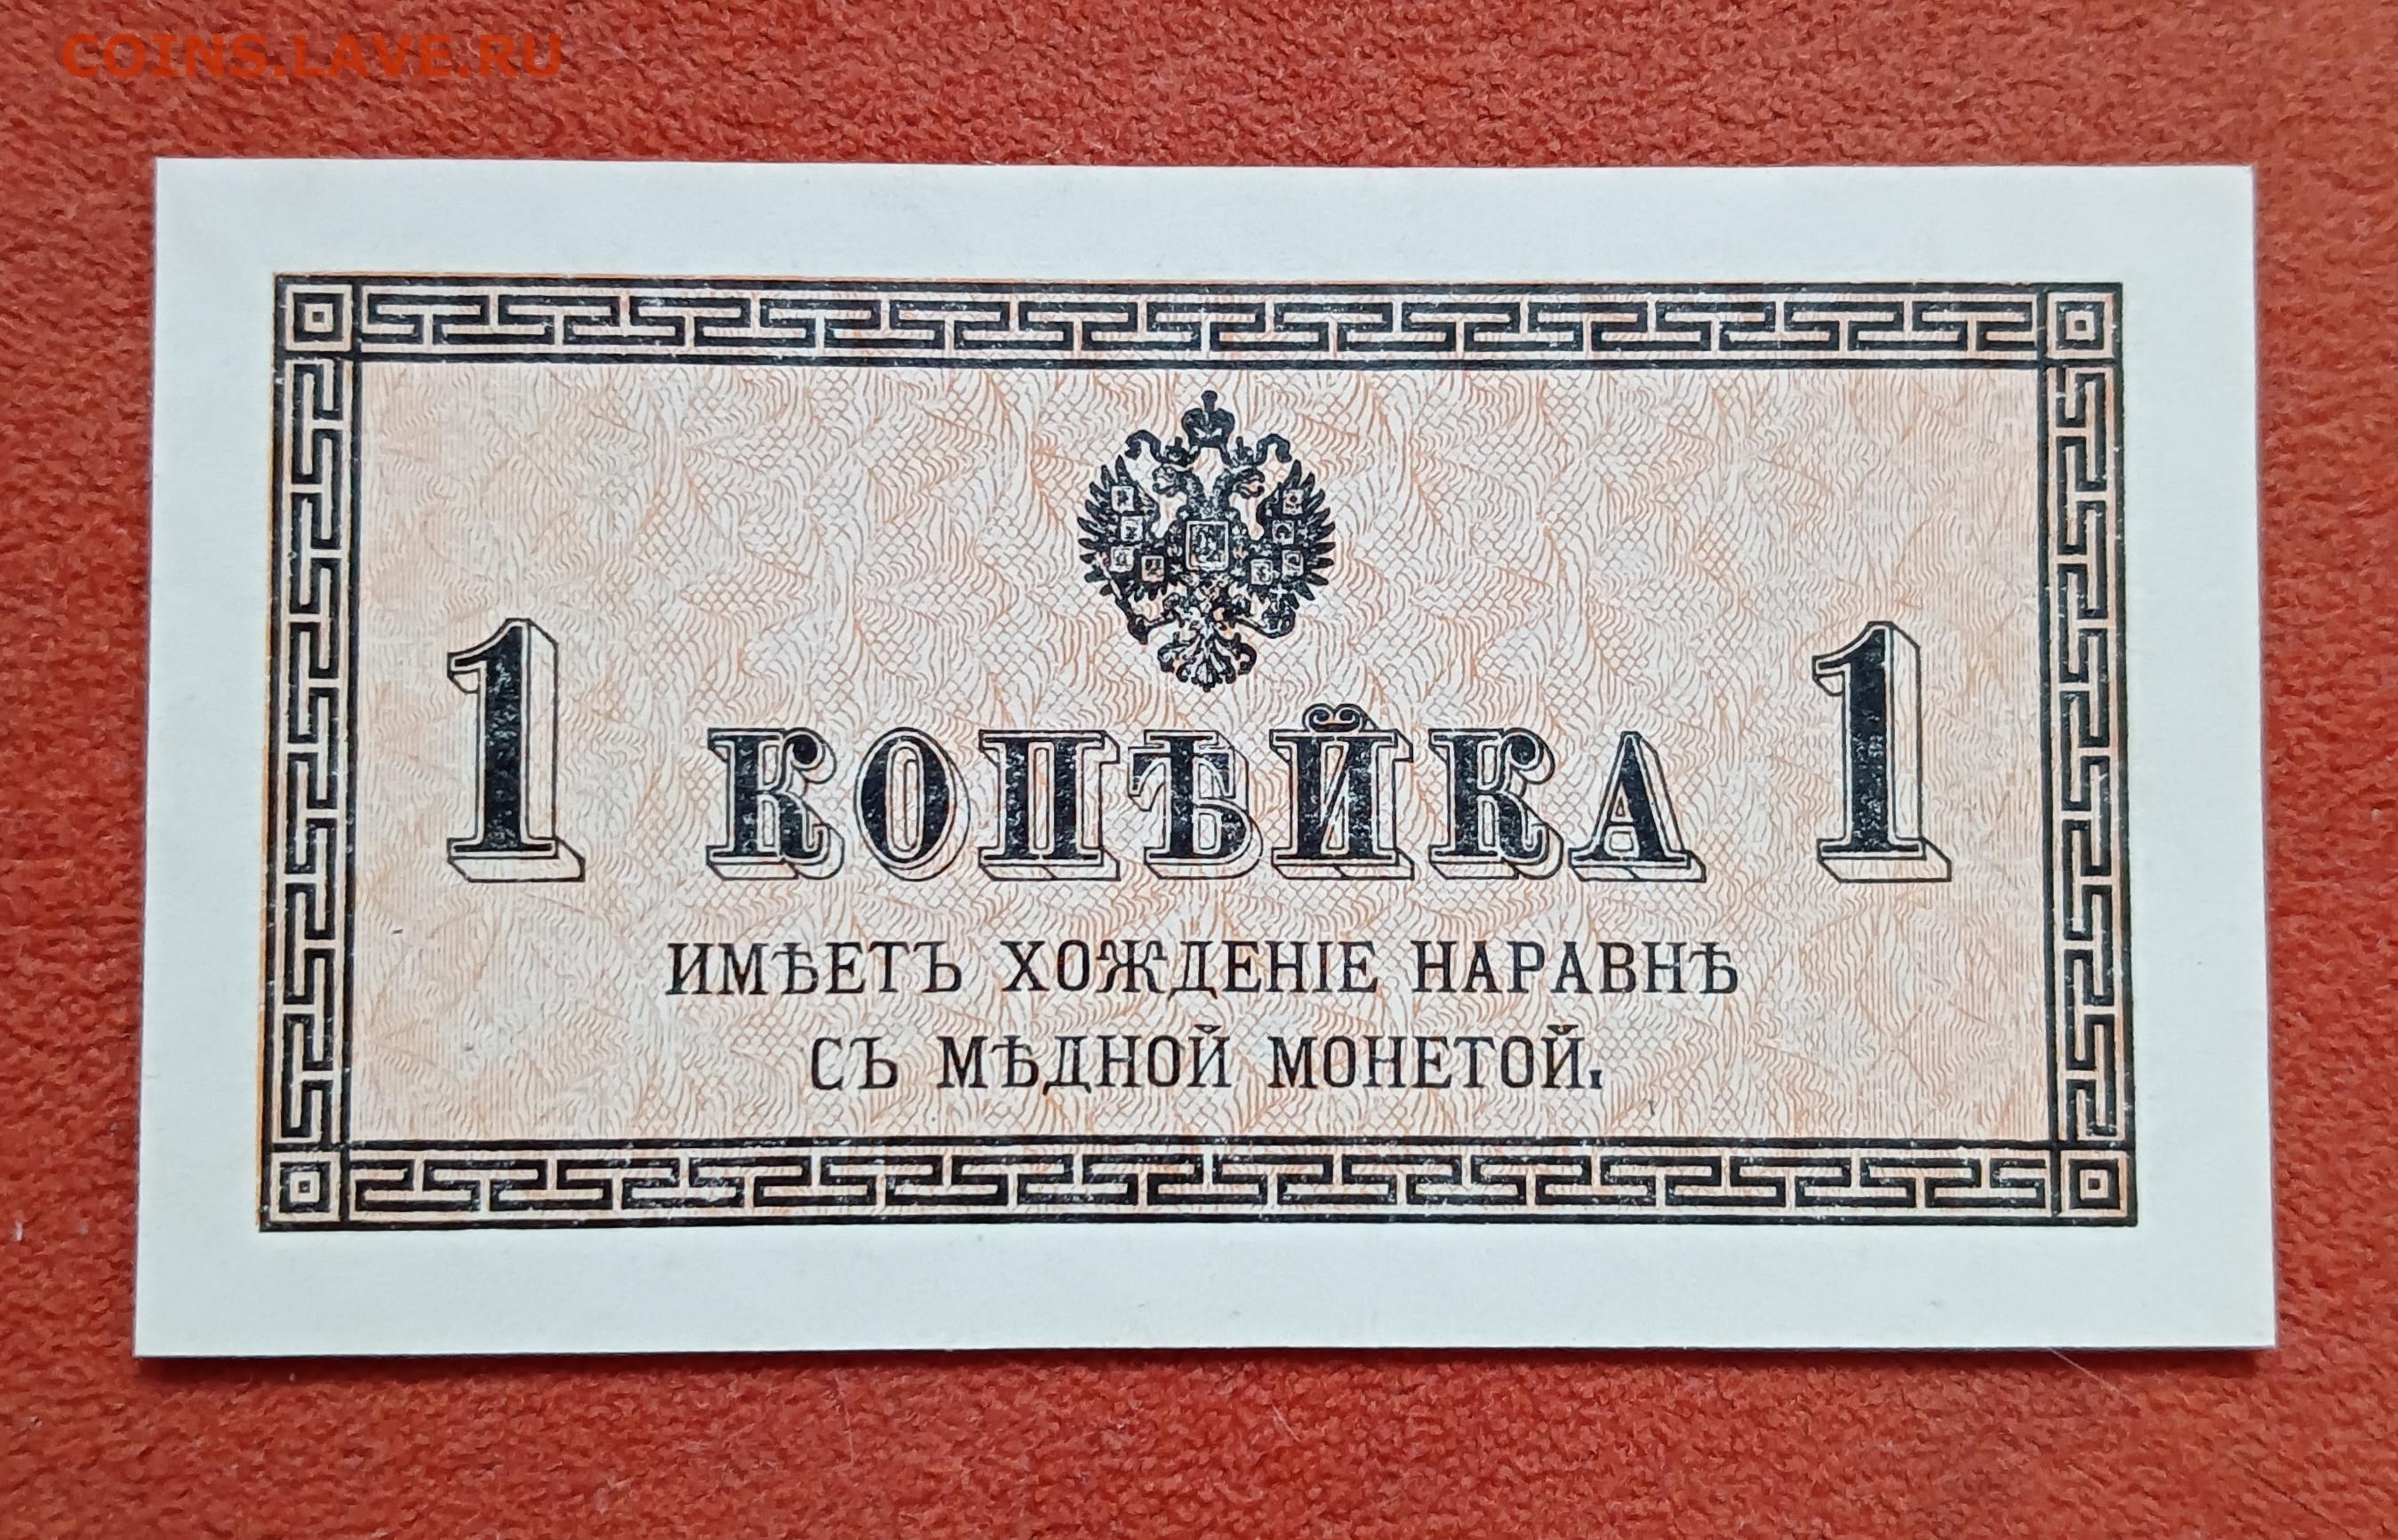 COINS.LAVE.RU
1 КОПѢЙКА 1
ИМѢЕТЪ ХОЖДЕНІЕ НАРАВНѢ
СЪ МѢДНОЙ МОНЕТОЙ.